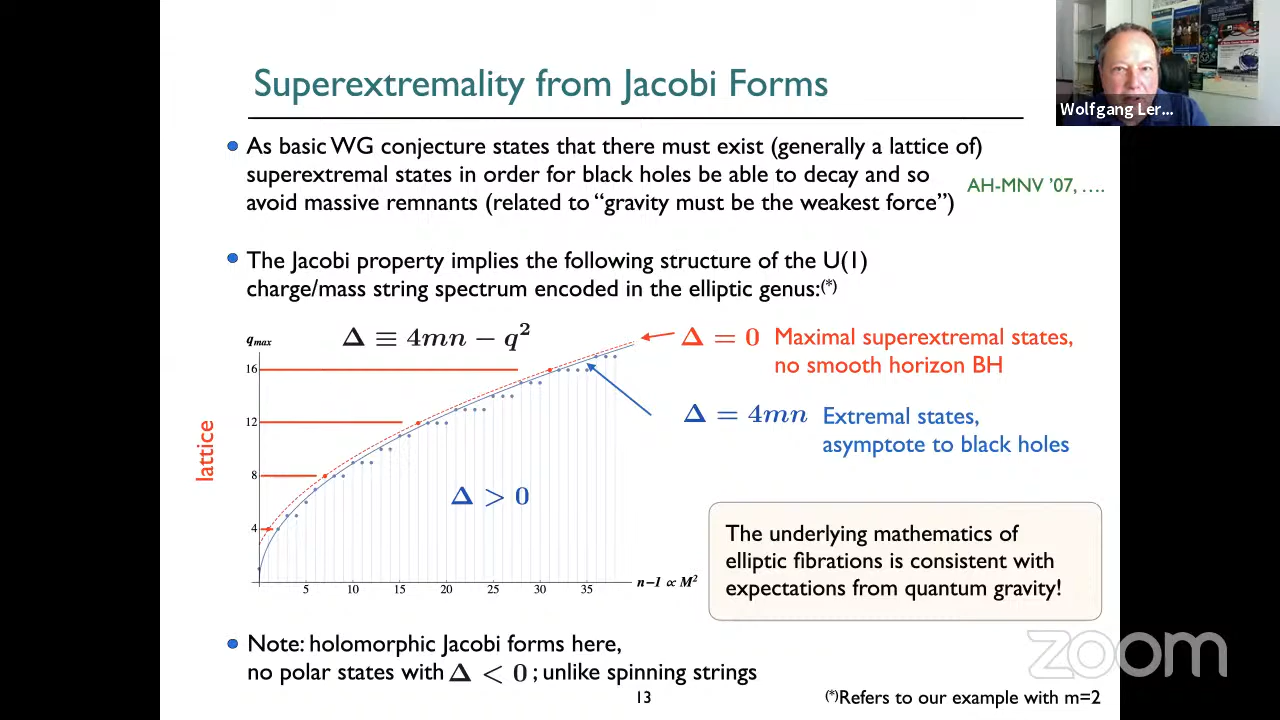 Superextremality from Jacobi Forms
Wolfgang Ler...
As basic WG conjecture states that there must exist (generally a lattice of)
superextremal states in order for black holes be able to decay and so
avoid massive remnants (related to “gravity must be the weakest force”)
AH-MNV '07, ....
The Jacobi property implies the following structure of the U(1)
charge/mass string spectrum encoded in the elliptic genus:(*)
qmax
Δ ≡ 4mn − q²
Δ = 0 Maximal superextremal states,
no smooth horizon BH
16
12
8
4
lattice
Δ = 4mn Extremal states,
asymptote to black holes
Δ > 0
5 10 15 20 25 30 35
n−1 ∝ M²
The underlying mathematics of
elliptic fibrations is consistent with
expectations from quantum gravity!
Note: holomorphic Jacobi forms here,
no polar states with Δ < 0 ; unlike spinning strings
zoom
13
(*)Refers to our example with m=2